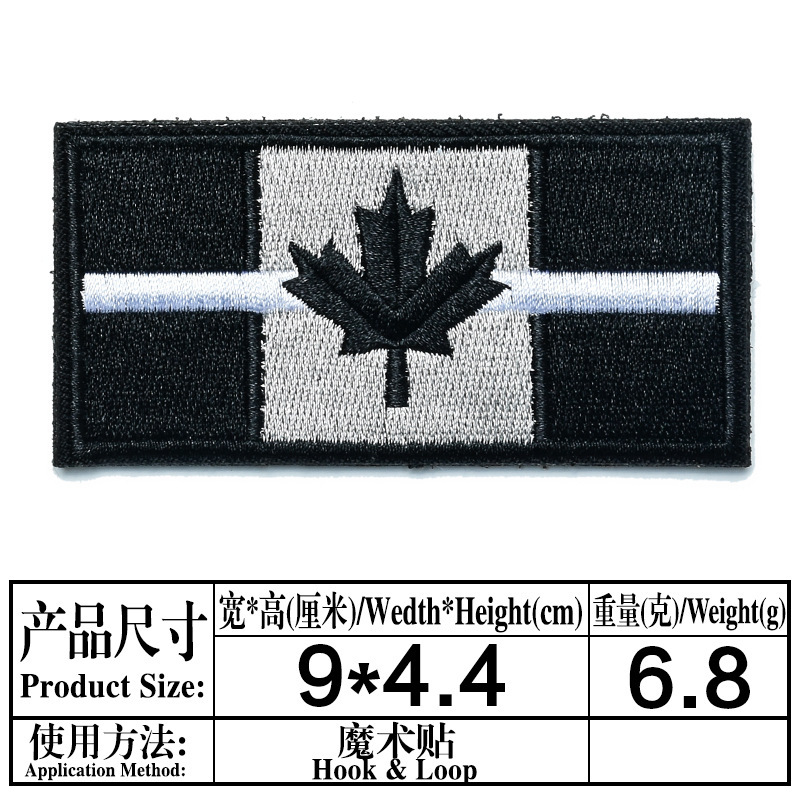 产品尺寸
Product Size:
宽*高(厘米)/Wedth*Height(cm)
重量(克)/Weight(g)
9*4.4
6.8
使用方法:
Application Method:
魔术贴
Hook & Loop